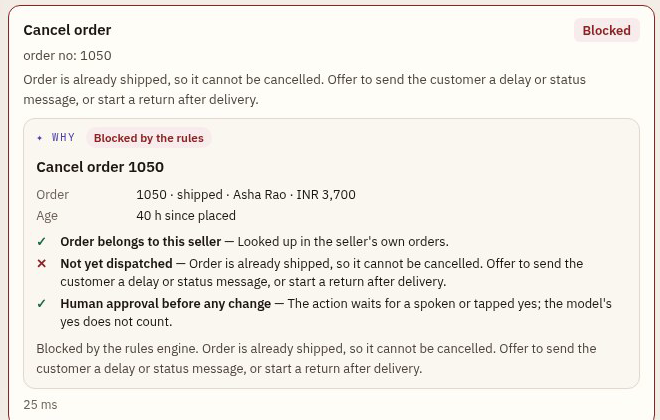 Cancel order
Blocked
order no: 1050
Order is already shipped, so it cannot be cancelled. Offer to send the customer a delay or status
message, or start a return after delivery.
✦ WHY
Blocked by the rules
Cancel order 1050
Order 1050 · shipped · Asha Rao · INR 3,700
Age 40 h since placed
✓ Order belongs to this seller — Looked up in the seller's own orders.
✕ Not yet dispatched — Order is already shipped, so it cannot be cancelled. Offer to send the
customer a delay or status message, or start a return after delivery.
✓ Human approval before any change — The action waits for a spoken or tapped yes; the model's
yes does not count.
Blocked by the rules engine. Order is already shipped, so it cannot be cancelled. Offer to send the
customer a delay or status message, or start a return after delivery.
25 ms